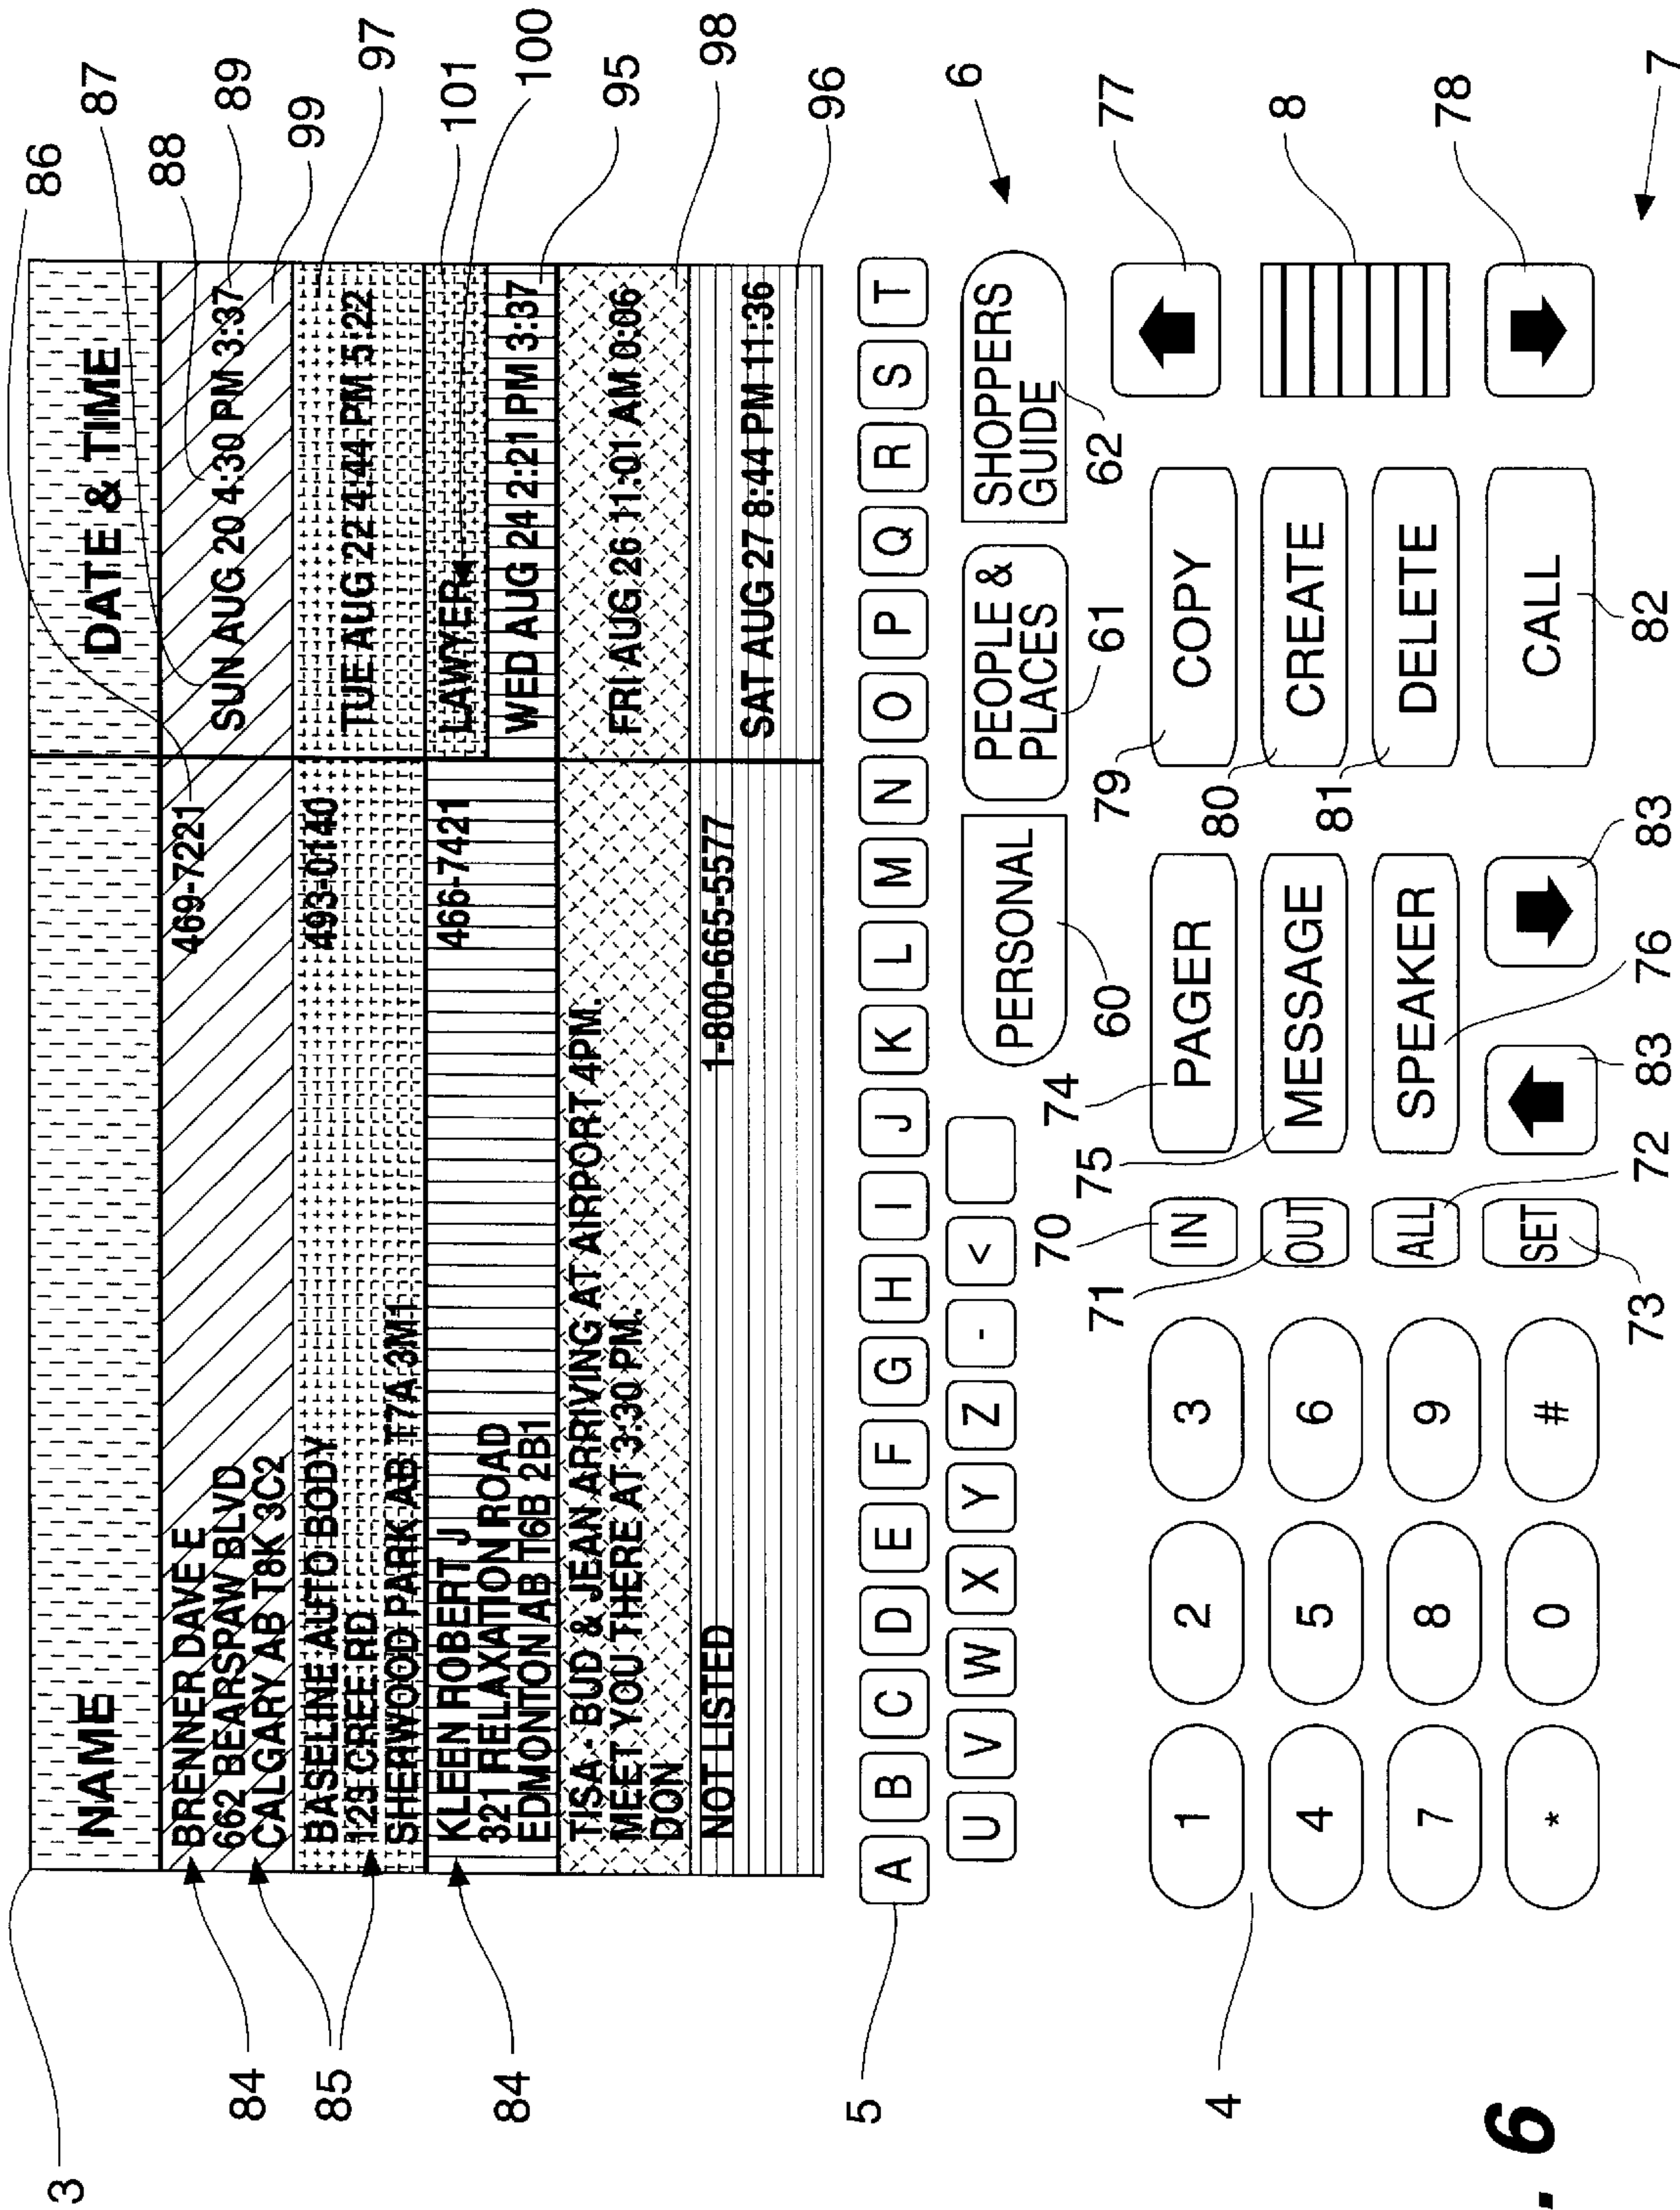 3
NAME
DATE & TIME
86
87
88
89
99
97
101
100
95
98
96
84
85
84
BRENNER DAVE E 469-7221
662 BEARSPAW BLVD SUN AUG 20 4:30 PM 3:37
CALGARY AB T8K 3C2
BASELINE AUTO BODY 493-0140
123 CREE RD TUE AUG 22 4:44 PM 5:22
SHERWOOD PARK AB T7A 3M1
KLEEN ROBERT J 466-7421 LAWYER
321 RELAXATION ROAD
EDMONTON AB T6B 2B1 WED AUG 24 2:21 PM 3:37
TISA - BUD & JEAN ARRIVING AT AIRPORT 4PM.
MEET YOU THERE AT 3:30 PM. FRI AUG 26 11:01 AM 0:06
DON
NOT LISTED 1-800-665-5577
SAT AUG 27 8:44 PM 11:36
5
A B C D E F G H I J K L M N O P Q R S T
U V W X Y Z - <
6
PERSONAL
PEOPLE &
PLACES
SHOPPERS
GUIDE
60
61
62
4
70
71
74
75
79
80
81
77
8
78
7
1 2 3 IN PAGER COPY
4 5 6 OUT MESSAGE CREATE
7 8 9 ALL SPEAKER DELETE
* 0 # SET CALL
73
72
83
76
83
82
. 9